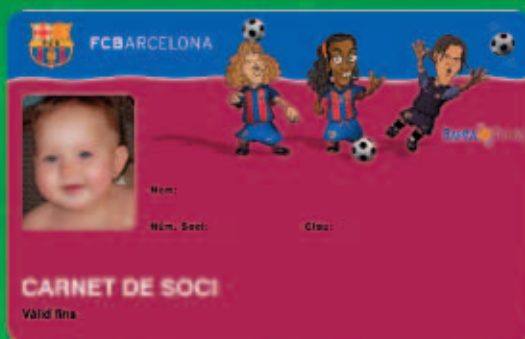 FCBARCELONA
Nom:
Núm. Soci: Clau:
CARNET DE SOCI
Vàlid fins